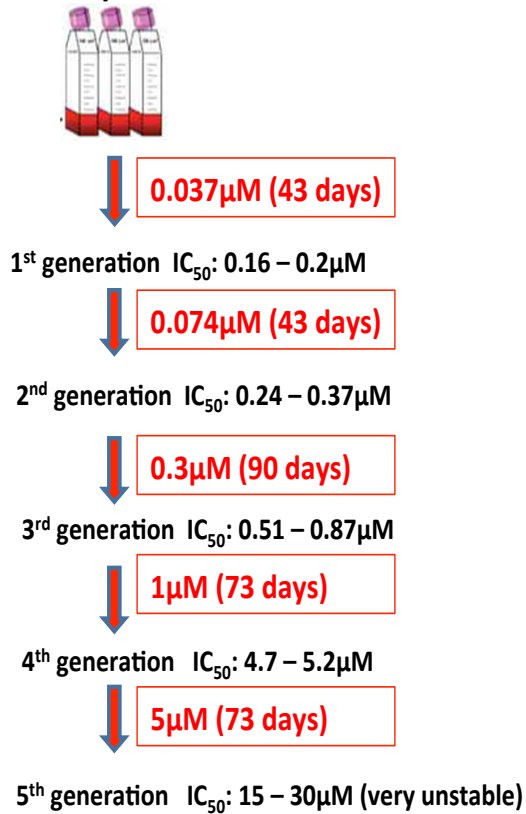 0.037µM (43 days)
1st generation IC50: 0.16 – 0.2µM
0.074µM (43 days)
2nd generation IC50: 0.24 – 0.37µM
0.3µM (90 days)
3rd generation IC50: 0.51 – 0.87µM
1µM (73 days)
4th generation IC50: 4.7 – 5.2µM
5µM (73 days)
5th generation IC50: 15 – 30µM (very unstable)